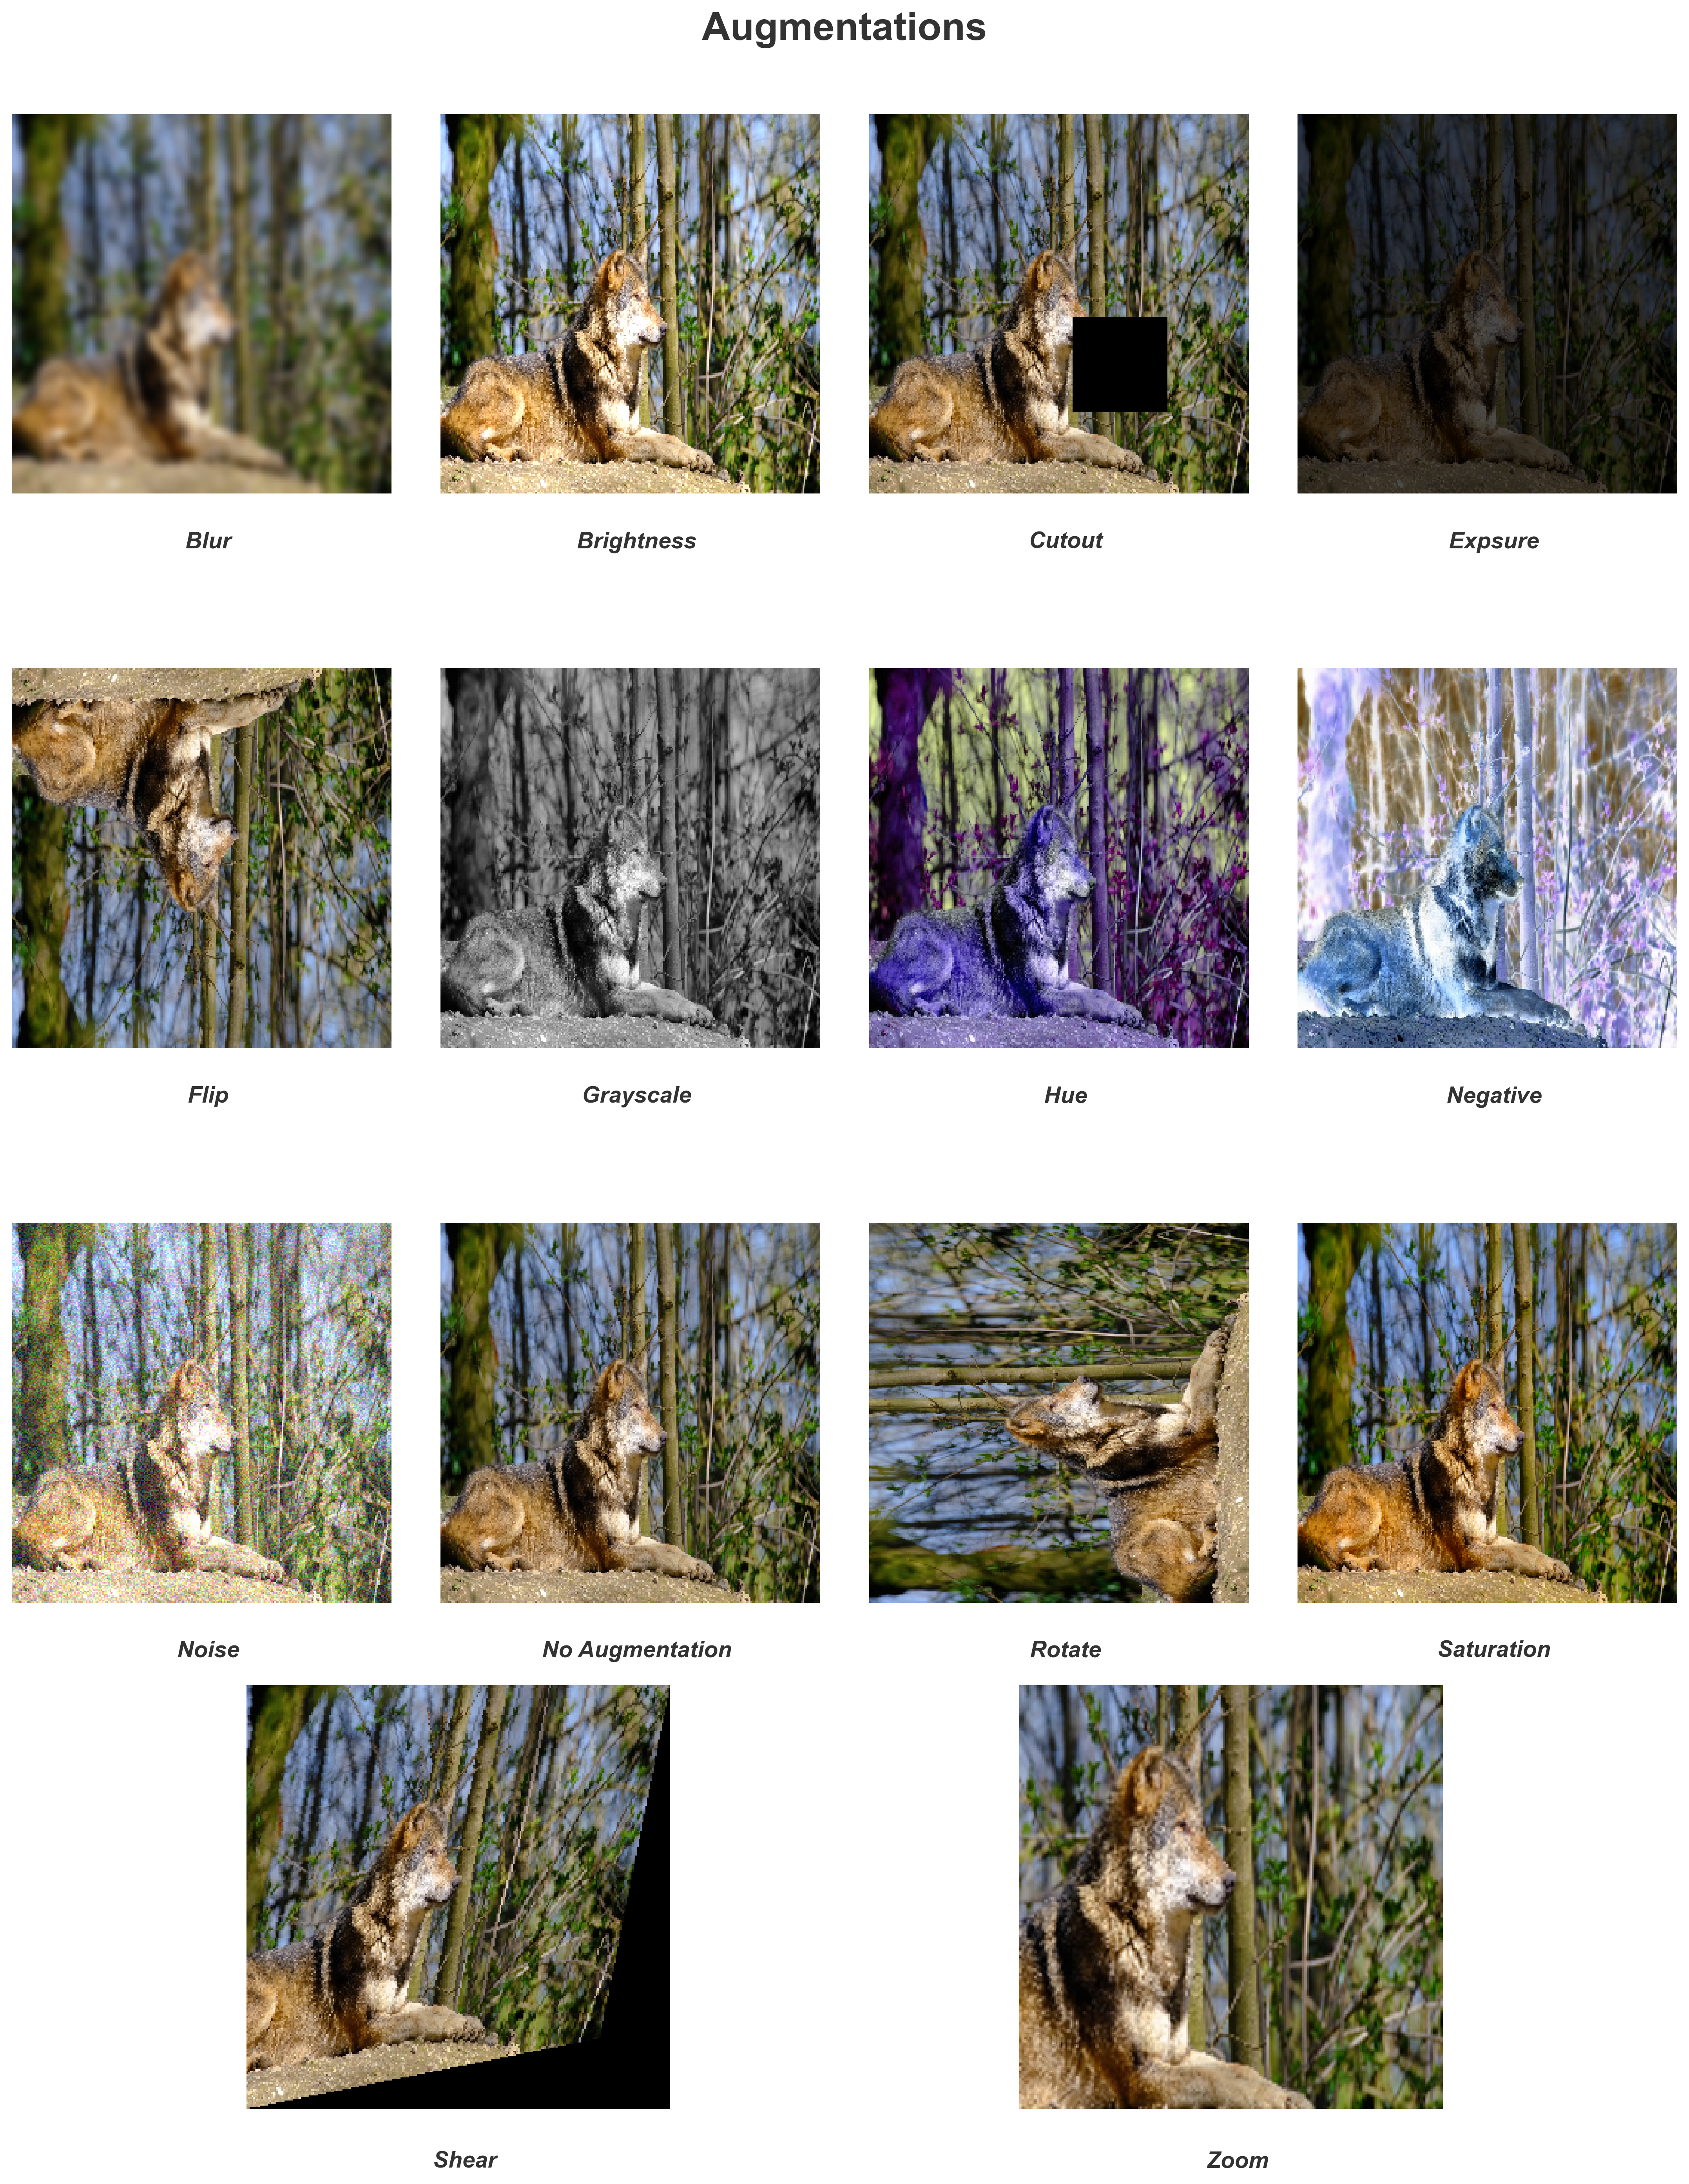 Augmentations
Blur
Brightness
Cutout
Expsure
Flip
Grayscale
Hue
Negative
Noise
No Augmentation
Rotate
Saturation
Shear
Zoom